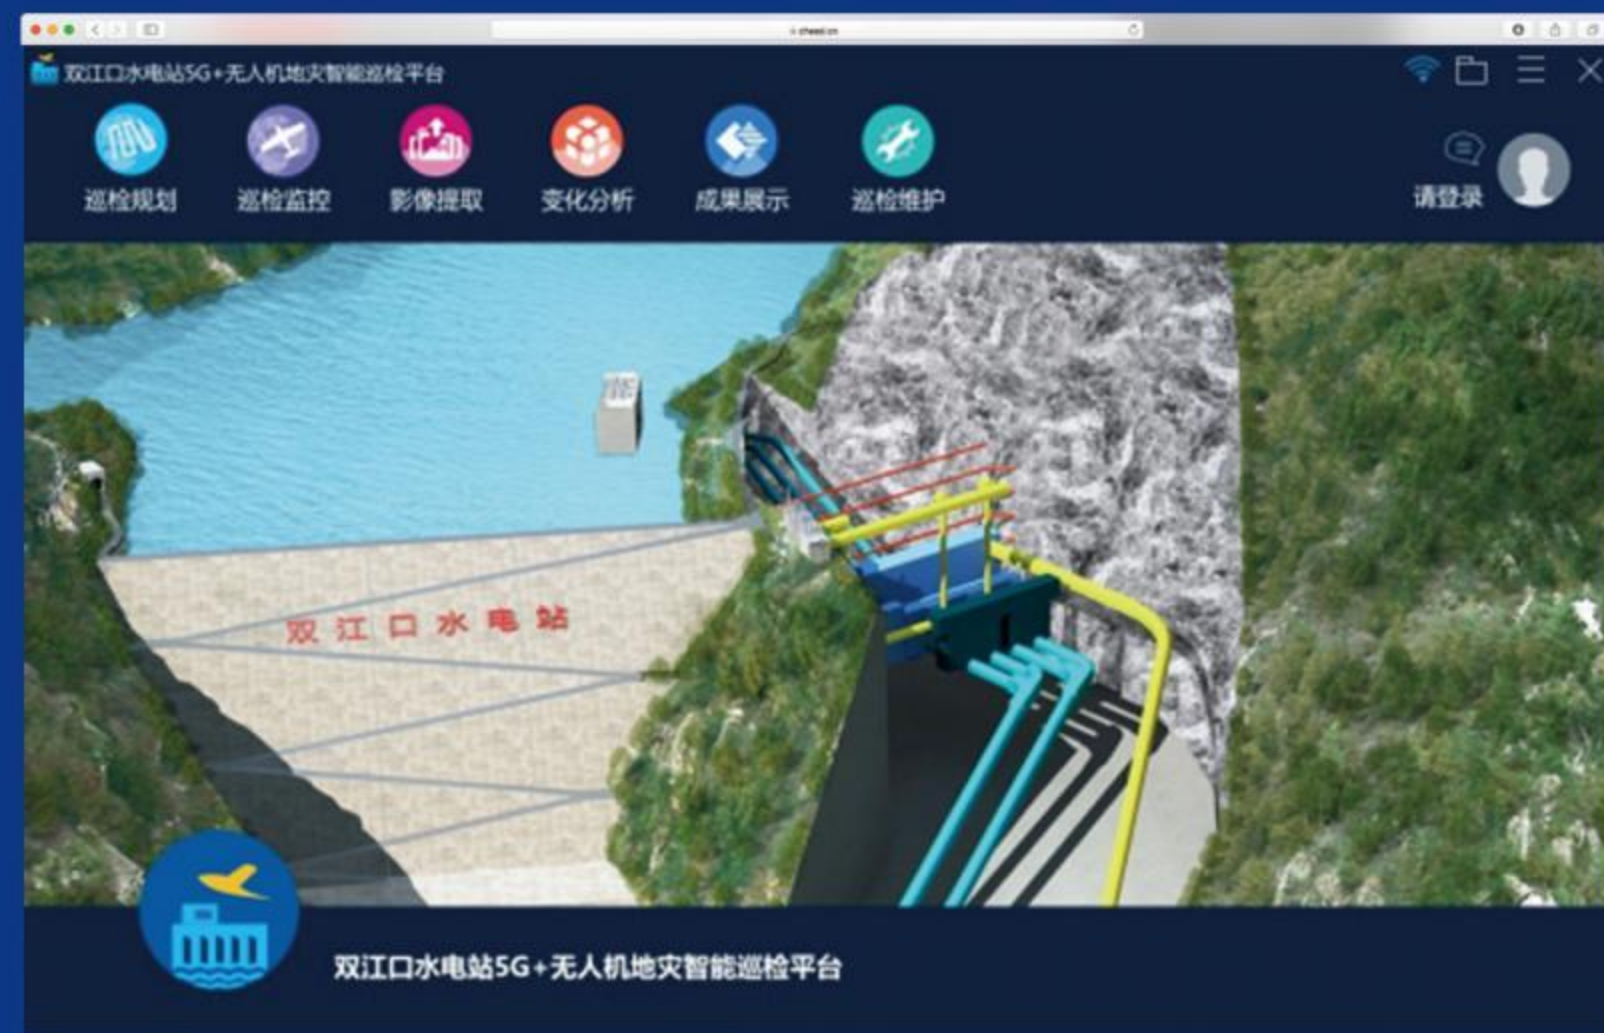 双江口水电站5G+无人机地灾智能巡检平台
巡检规划
巡检监控
影像提取
变化分析
成果展示
巡检维护
请登录
双江口水电站
双江口水电站5G+无人机地灾智能巡检平台